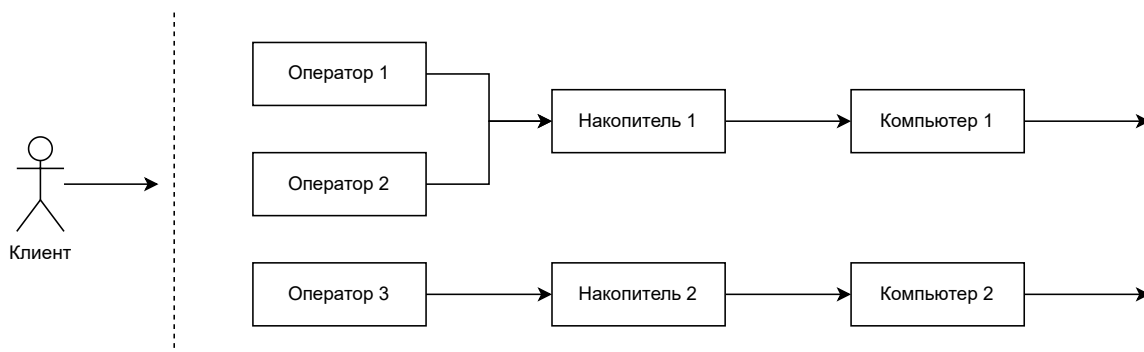 Клиент
Оператор 1
Оператор 2
Оператор 3
Накопитель 1
Накопитель 2
Компьютер 1
Компьютер 2